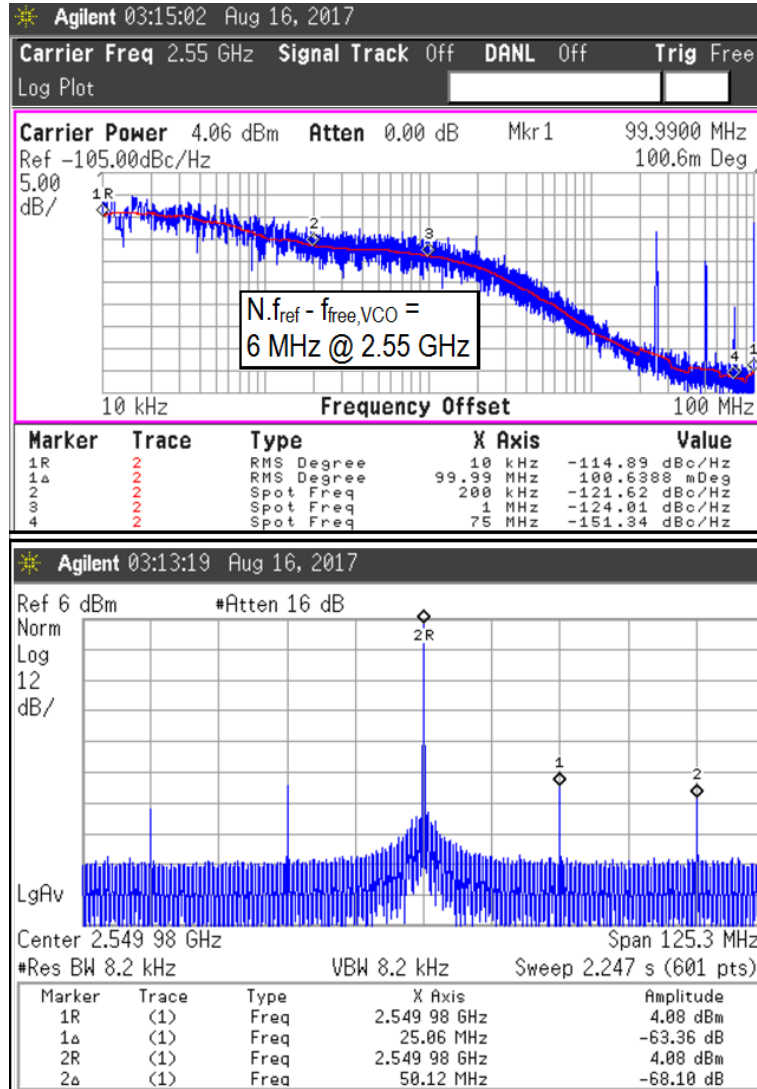 Agilent 03:15:02 Aug 16, 2017
Carrier Freq 2.55 GHz Signal Track Off DANL Off Trig Free
Log Plot
Carrier Power 4.06 dBm Atten 0.00 dB Mkr1 99.9900 MHz
Ref -105.00dBc/Hz 100.6m Deg
5.00
dB/
1R
2
3
N.fref - ffree,VCO =
6 MHz @ 2.55 GHz
4 1
10 kHz Frequency Offset 100 MHz
Marker Trace Type X Axis Value
1R 2 RMS Degree 10 kHz -114.89 dBc/Hz
1Δ 2 RMS Degree 99.99 MHz 100.6388 mDeg
2 2 Spot Freq 200 kHz -121.62 dBc/Hz
3 2 Spot Freq 1 MHz -124.01 dBc/Hz
4 2 Spot Freq 75 MHz -151.34 dBc/Hz
Agilent 03:13:19 Aug 16, 2017
Ref 6 dBm #Atten 16 dB
Norm
Log
12
dB/
2R
1
2
LgAv
Center 2.549 98 GHz Span 125.3 MHz
#Res BW 8.2 kHz VBW 8.2 kHz Sweep 2.247 s (601 pts)
Marker Trace Type X Axis Amplitude
1R (1) Freq 2.549 98 GHz 4.08 dBm
1Δ (1) Freq 25.06 MHz -63.36 dB
2R (1) Freq 2.549 98 GHz 4.08 dBm
2Δ (1) Freq 50.12 MHz -68.10 dB